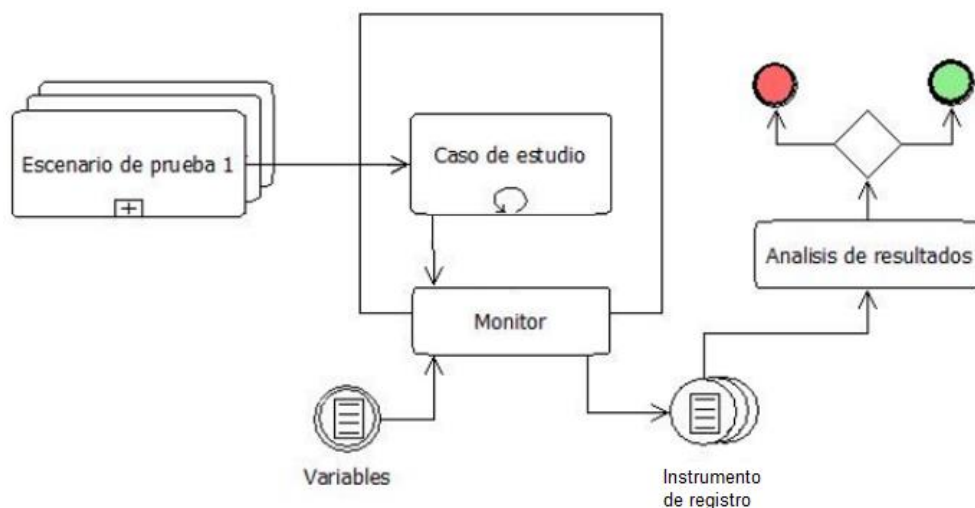 Escenario de prueba 1
Caso de estudio
Analisis de resultados
Monitor
Variables
Instrumento
de registro